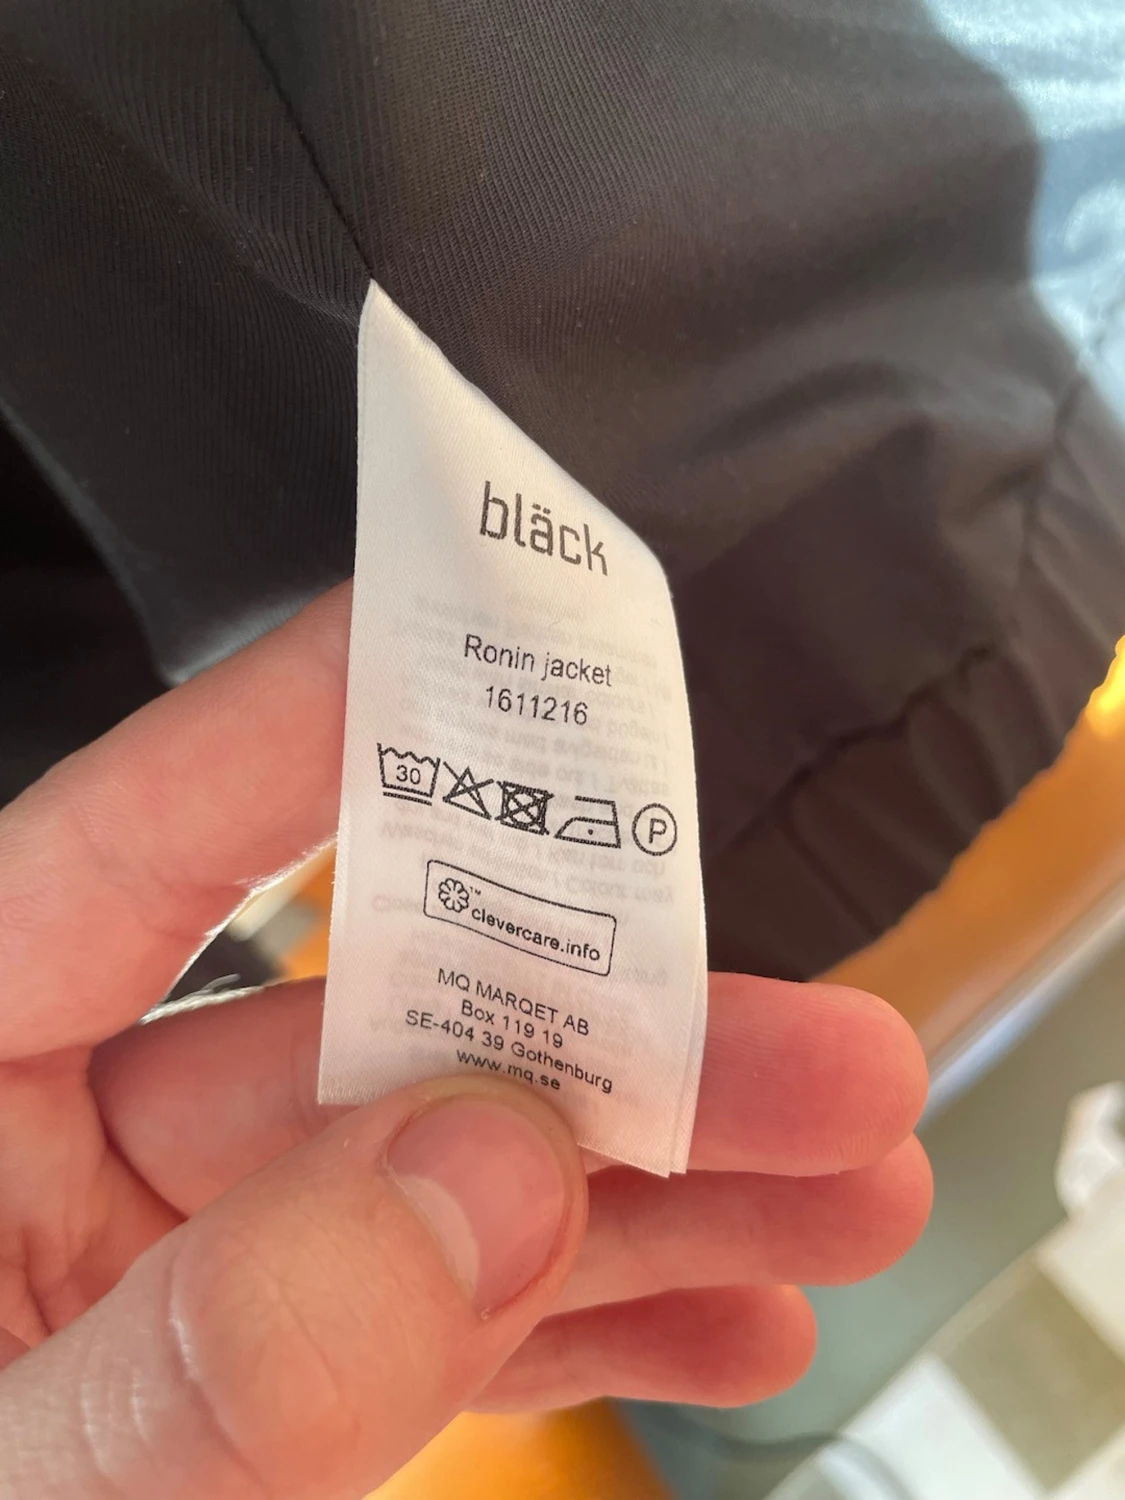 bläck
Ronin jacket
1611216
30
P
™
clevercare.info
MQ MARQET AB
Box 119 19
SE-404 39 Gothenburg
www.mq.se